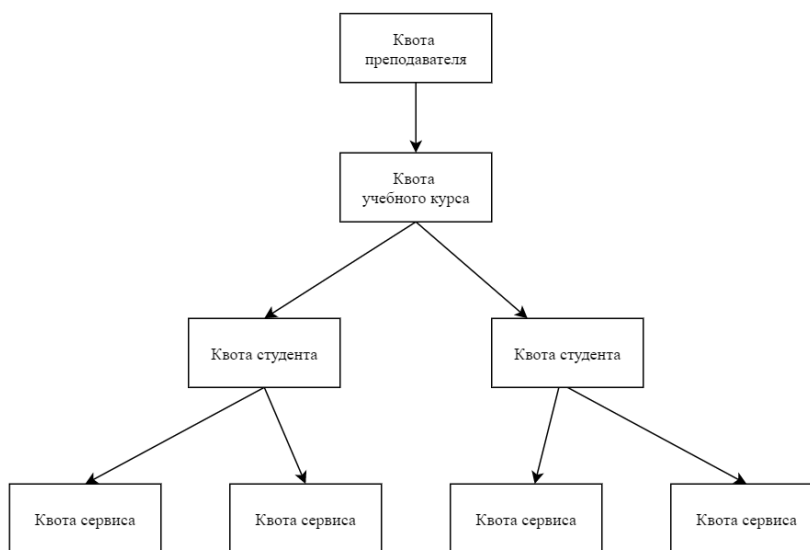 Квота
преподавателя
Квота
учебного курса
Квота студента
Квота студента
Квота сервиса
Квота сервиса
Квота сервиса
Квота сервиса